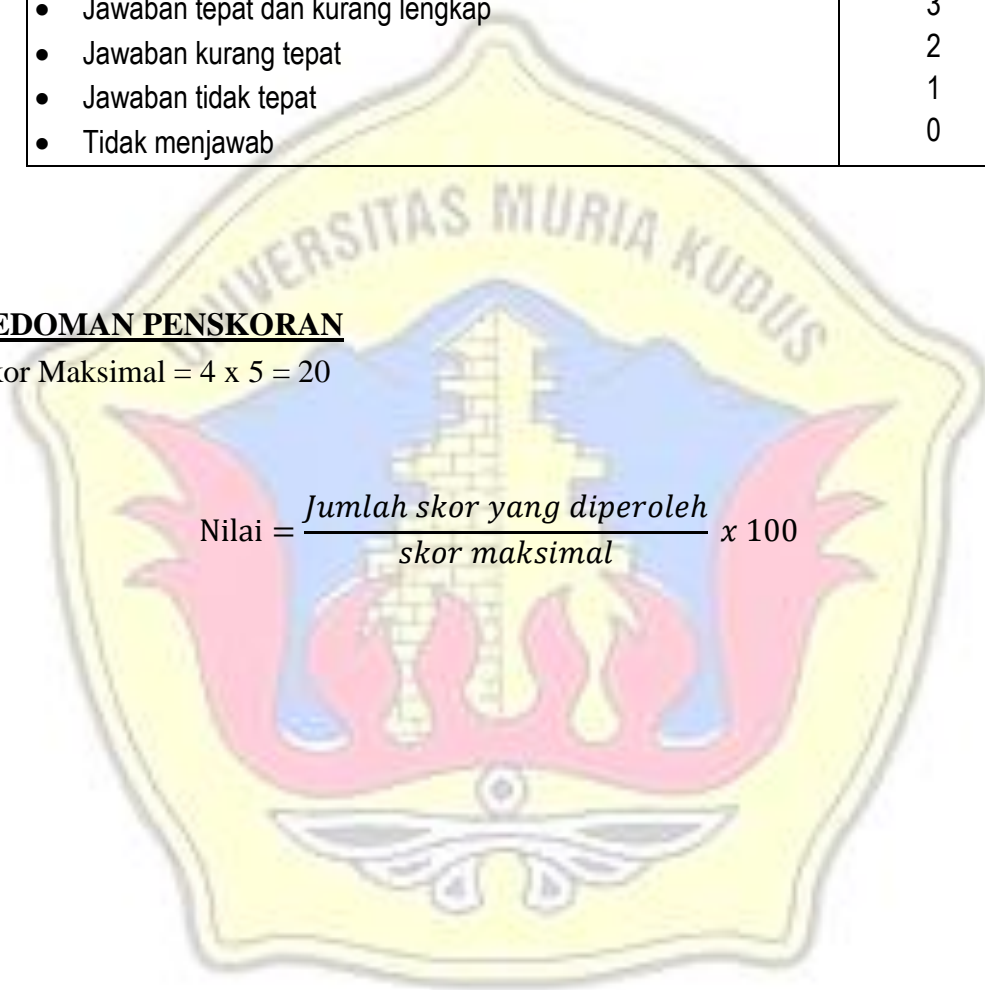 • Jawaban tepat dan kurang lengkap 3
• Jawaban kurang tepat 2
• Jawaban tidak tepat 1
• Tidak menjawab 0
UNIVERSITAS MURIA KUDUS
EDOMAN PENSKORAN
kor Maksimal = 4 x 5 = 20
Nilai = Jumlah skor yang diperoleh / skor maksimal x 100